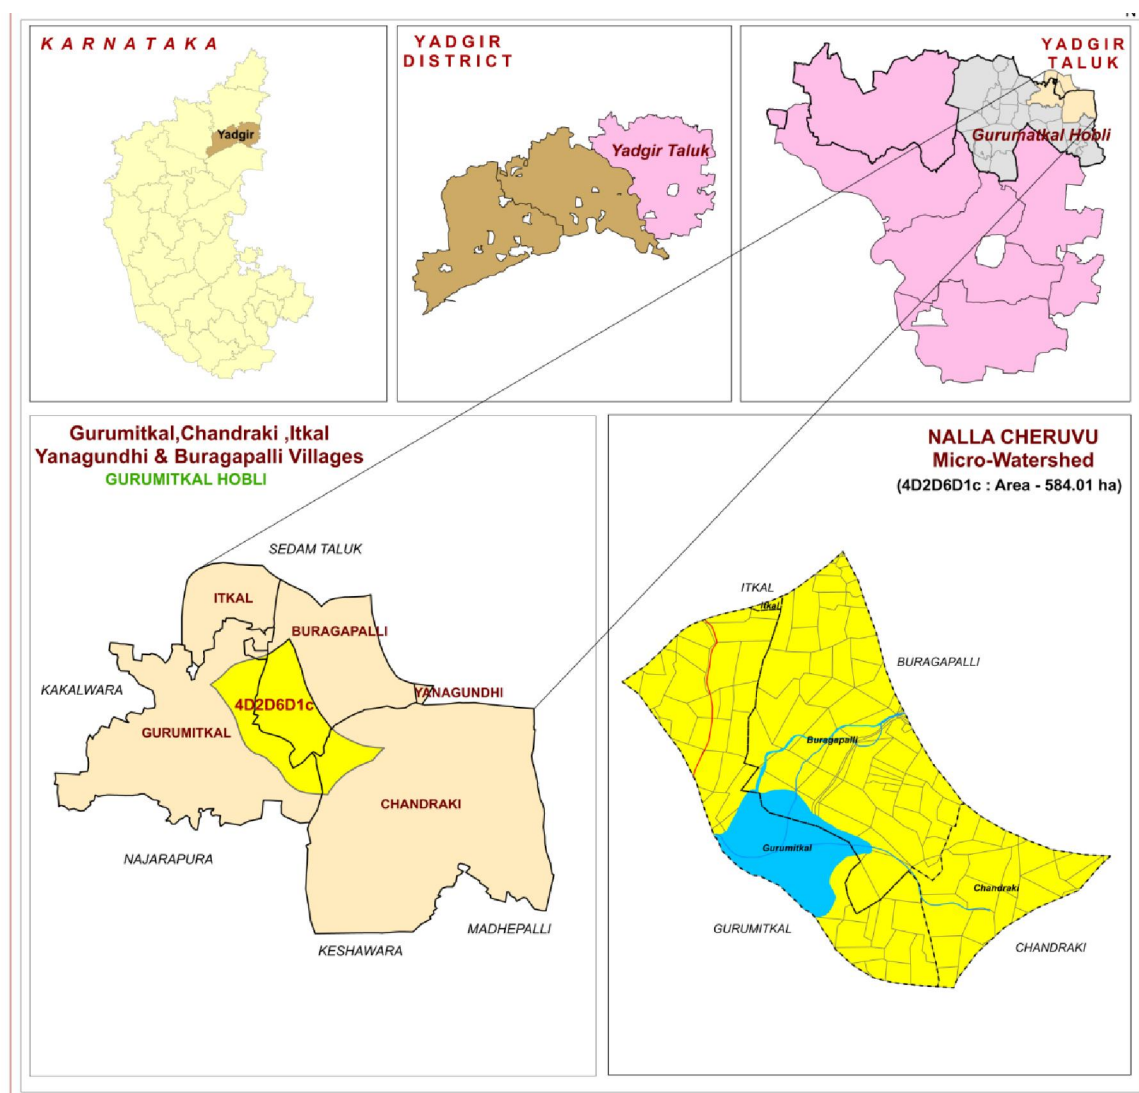 N
KARNATAKA
Yadgir
YADGIR
DISTRICT
Yadgir Taluk
YADGIR
TALUK
Gurumatkal Hobli
Gurumitkal,Chandraki ,Itkal
Yanagundhi & Buragapalli Villages
GURUMITKAL HOBLI
SEDAM TALUK
ITKAL
BURAGAPALLI
KAKALWARA
YANAGUNDHI
4D2D6D1c
GURUMITKAL
CHANDRAKI
NAJARAPURA
MADHEPALLI
KESHAWARA
NALLA CHERUVU
Micro-Watershed
(4D2D6D1c : Area - 584.01 ha)
ITKAL
Itkal
BURAGAPALLI
Buragapalli
Gurumitkal
Chandraki
GURUMITKAL
CHANDRAKI